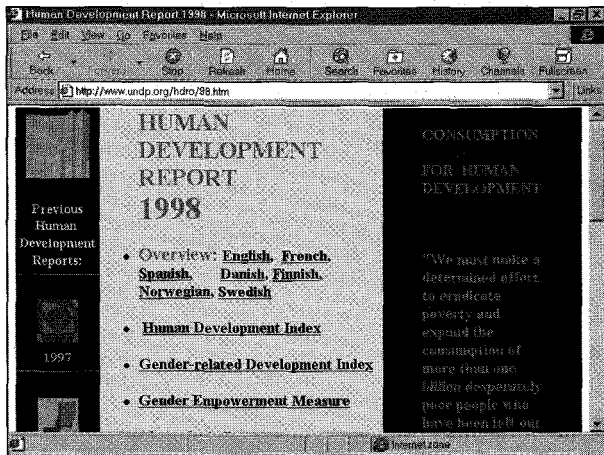 Human Development Report 1998 - Microsoft Internet Explorer
File Edit View Go Favorites Help
Back Stop Refresh Home Search Favorites History Channels Fullscreen
Address http://www.undp.org/hdro/98.htm Links
Previous
Human
Development
Reports:
1997
HUMAN
DEVELOPMENT
REPORT
1998
• Overview: English, French,
Spanish, Danish, Finnish,
Norwegian, Swedish
• Human Development Index
• Gender-related Development Index
• Gender Empowerment Measure
CONSUMPTION
FOR HUMAN
DEVELOPMENT
"We must make a
determined effort
to eradicate
poverty and
expand the
consumption of
more than one
billion desperately
poor people who
have been left out
Internet zone